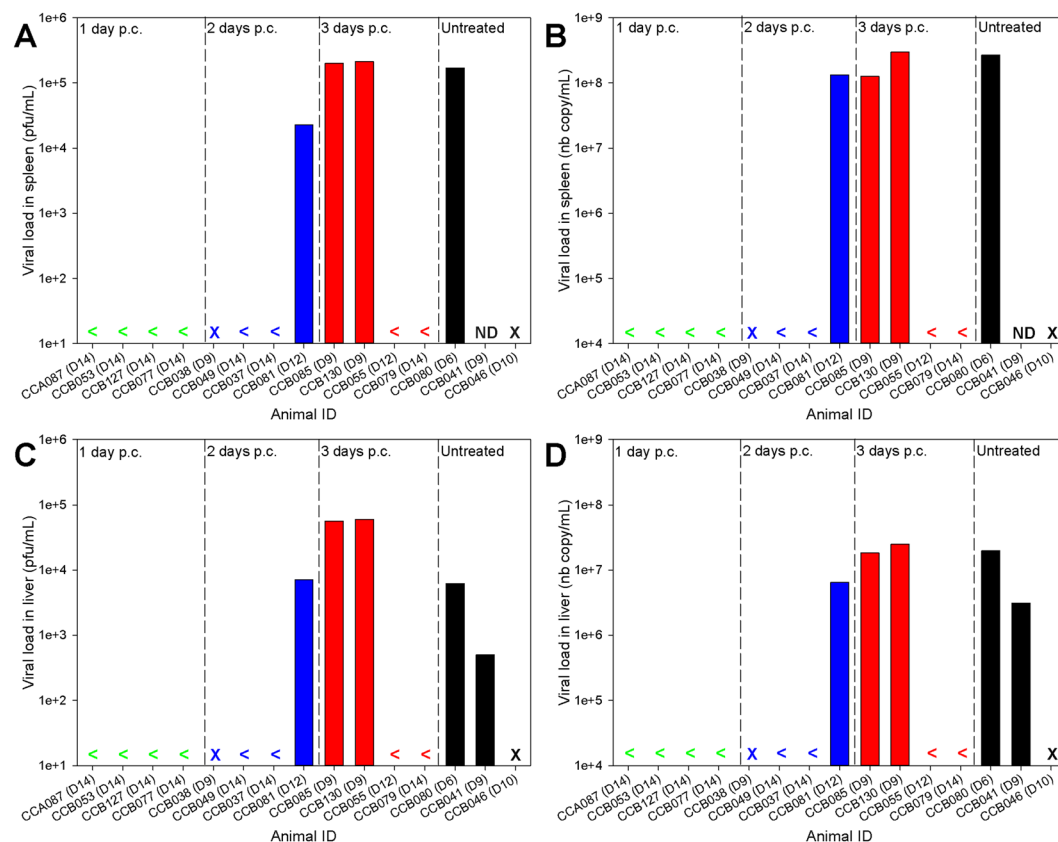 A
1 day p.c. 2 days p.c. 3 days p.c. Untreated
Viral load in spleen (pfu/mL)
1e+6
1e+5
1e+4
1e+3
1e+2
1e+1
< < < < X < < < < ND X
CCA087 (D14) CCB053 (D14) CCB127 (D14) CCB077 (D14) CCB038 (D9) CCB049 (D14) CCB037 (D14) CCB081 (D12) CCB085 (D9) CCB130 (D9) CCB055 (D12) CCB079 (D14) CCB080 (D6) CCB041 (D9) CCB046 (D10)
Animal ID
B
1 day p.c. 2 days p.c. 3 days p.c. Untreated
Viral load in spleen (nb copy/mL)
1e+9
1e+8
1e+7
1e+6
1e+5
1e+4
< < < < X < < < < ND X
CCA087 (D14) CCB053 (D14) CCB127 (D14) CCB077 (D14) CCB038 (D9) CCB049 (D14) CCB037 (D14) CCB081 (D12) CCB085 (D9) CCB130 (D9) CCB055 (D12) CCB079 (D14) CCB080 (D6) CCB041 (D9) CCB046 (D10)
Animal ID
C
1 day p.c. 2 days p.c. 3 days p.c. Untreated
Viral load in liver (pfu/mL)
1e+6
1e+5
1e+4
1e+3
1e+2
1e+1
< < < < X < < < < X
CCA087 (D14) CCB053 (D14) CCB127 (D14) CCB077 (D14) CCB038 (D9) CCB049 (D14) CCB037 (D14) CCB081 (D12) CCB085 (D9) CCB130 (D9) CCB055 (D12) CCB079 (D14) CCB080 (D6) CCB041 (D9) CCB046 (D10)
Animal ID
D
1 day p.c. 2 days p.c. 3 days p.c. Untreated
Viral load in liver (nb copy/mL)
1e+9
1e+8
1e+7
1e+6
1e+5
1e+4
< < < < X < < < < X
CCA087 (D14) CCB053 (D14) CCB127 (D14) CCB077 (D14) CCB038 (D9) CCB049 (D14) CCB037 (D14) CCB081 (D12) CCB085 (D9) CCB130 (D9) CCB055 (D12) CCB079 (D14) CCB080 (D6) CCB041 (D9) CCB046 (D10)
Animal ID